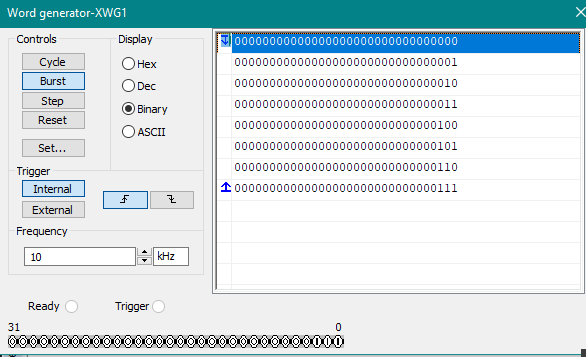 Word generator-XWG1
Controls
Cycle
Burst
Step
Reset
Set...
Display
Hex
Dec
Binary
ASCII
Trigger
Internal
External
Frequency
10
kHz
00000000000000000000000000000000
00000000000000000000000000000001
00000000000000000000000000000010
00000000000000000000000000000011
00000000000000000000000000000100
00000000000000000000000000000101
00000000000000000000000000000110
00000000000000000000000000000111
Ready
Trigger
31
0